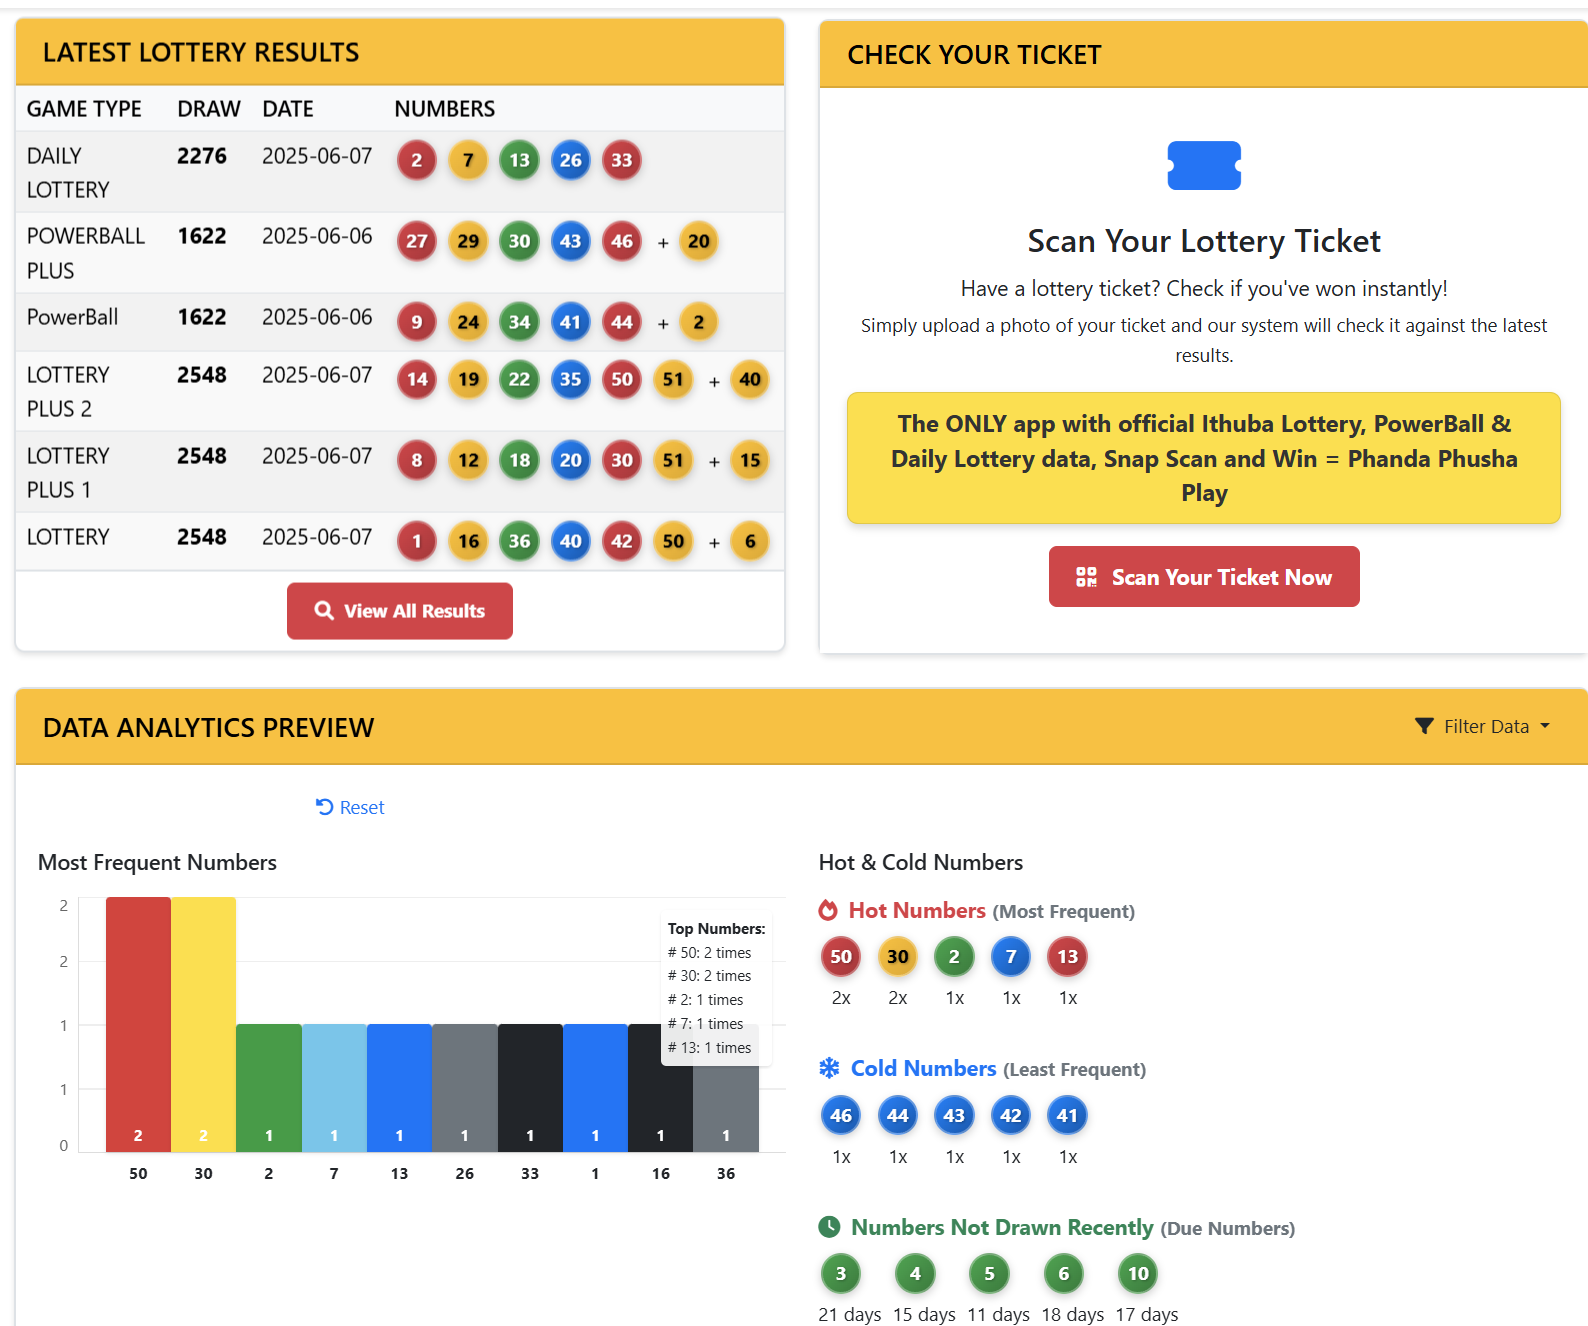 LATEST LOTTERY RESULTS
GAME TYPE DRAW DATE NUMBERS
DAILY LOTTERY 2276 2025-06-07 2 7 13 26 33
POWERBALL PLUS 1622 2025-06-06 27 29 30 43 46 + 20
PowerBall 1622 2025-06-06 9 24 34 41 44 + 2
LOTTERY PLUS 2 2548 2025-06-07 14 19 22 35 50 51 + 40
LOTTERY PLUS 1 2548 2025-06-07 8 12 18 20 30 51 + 15
LOTTERY 2548 2025-06-07 1 16 36 40 42 50 + 6
View All Results
CHECK YOUR TICKET
Scan Your Lottery Ticket
Have a lottery ticket? Check if you've won instantly!
Simply upload a photo of your ticket and our system will check it against the latest
results.
The ONLY app with official Ithuba Lottery, PowerBall &
Daily Lottery data, Snap Scan and Win = Phanda Phusha
Play
Scan Your Ticket Now
DATA ANALYTICS PREVIEW
Filter Data
Reset
Most Frequent Numbers
2
2
1
1
0
Top Numbers:
# 50: 2 times
# 30: 2 times
# 2: 1 times
# 7: 1 times
# 13: 1 times
2 2 1 1 1 1 1 1 1 1
50 30 2 7 13 26 33 1 16 36
Hot & Cold Numbers
Hot Numbers (Most Frequent)
50 30 2 7 13
2x 2x 1x 1x 1x
Cold Numbers (Least Frequent)
46 44 43 42 41
1x 1x 1x 1x 1x
Numbers Not Drawn Recently (Due Numbers)
3 4 5 6 10
21 days 15 days 11 days 18 days 17 days